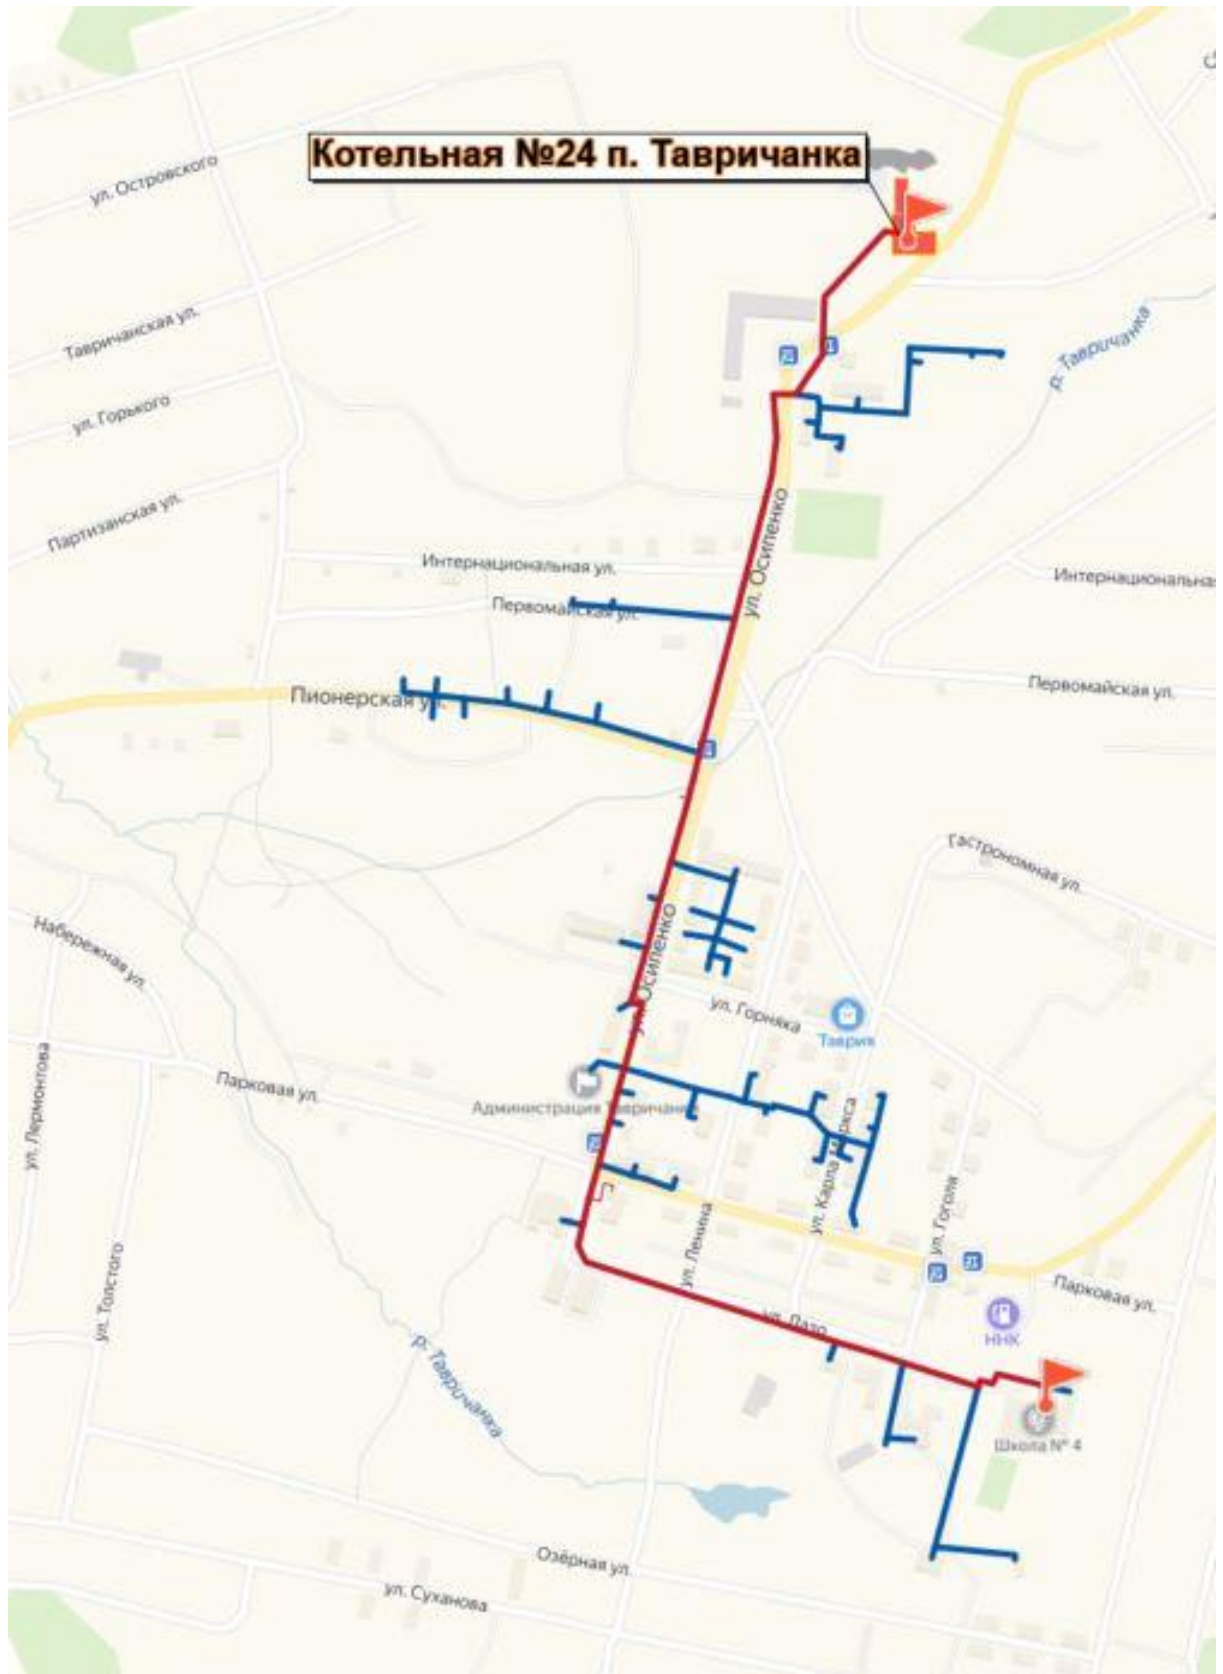 Котельная №24 п. Тавричанка
ул. Островского
р. Тавричанка
Тавричанская ул.
ул. Горького
Партизанская ул.
ул. Осипенко
Интернациональная ул.
Интернациональная
Первомайская ул.
Пионерская ул.
Первомайская ул.
Гастрономная ул.
Набережная ул.
ул. Осипенко
ул. Горняка
Таврия
ул. Лермонтова
Парковая ул.
Администрация Тавричанки
ул. Карла Маркса
ул. Гоголя
ул. Ленина
ул. Толстого
Парковая ул.
ул. Лазо
ННК
р. Тавричанка
Школа № 4
Озёрная ул.
ул. Суханова